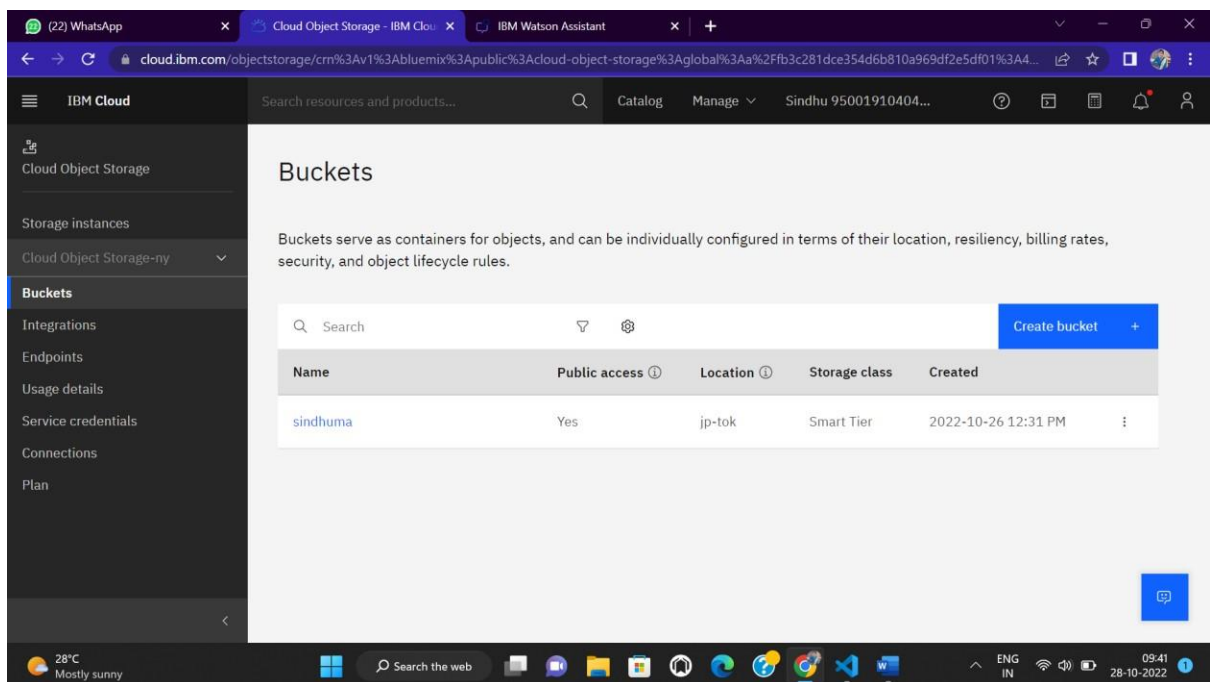 (22) WhatsApp
Cloud Object Storage - IBM Clou
IBM Watson Assistant
cloud.ibm.com/objectstorage/crn%3Av1%3Abluemix%3Apublic%3Acloud-object-storage%3Aglobal%3Aa%2Ffb3c281dce354d6b810a969df2e5df01%3A4...
IBM Cloud
Search resources and products...
Catalog
Manage
Sindhu 95001910404...
Cloud Object Storage
Storage instances
Cloud Object Storage-ny
Buckets
Integrations
Endpoints
Usage details
Service credentials
Connections
Plan
Buckets
Buckets serve as containers for objects, and can be individually configured in terms of their location, resiliency, billing rates,
security, and object lifecycle rules.
Search
Create bucket +
Name Public access Location Storage class Created
sindhuma Yes jp-tok Smart Tier 2022-10-26 12:31 PM
28°C
Mostly sunny
Search the web
ENG
IN
09:41
28-10-2022
1